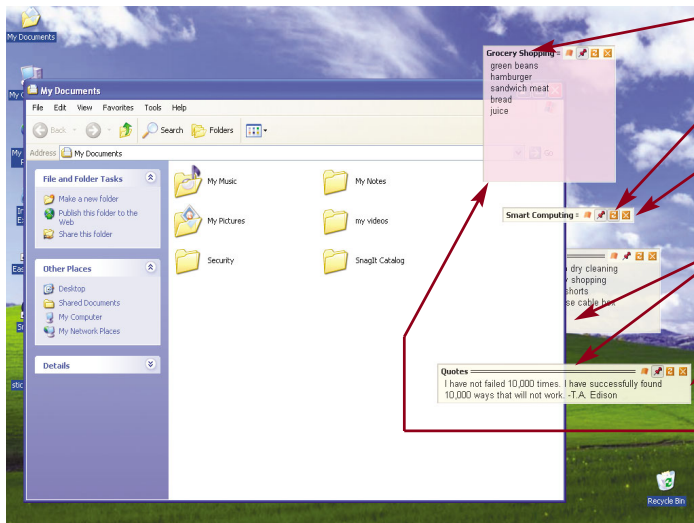 My Documents
My Documents
File Edit View Favorites Tools Help
Back Search Folders
Address My Documents
File and Folder Tasks
Make a new folder
Publish this folder to the
Web
Share this folder
Other Places
Desktop
Shared Documents
My Computer
My Network Places
Details
My Music
My Notes
My Pictures
my videos
Security
SnagIt Catalog
Grocery Shopping
green beans
hamburger
sandwich meat
bread
juice
Smart Computing
dry cleaning
shopping
shorts
cable box
Quotes
I have not failed 10,000 times. I have successfully found
10,000 ways that will not work. -T.A. Edison
Recycle Bin